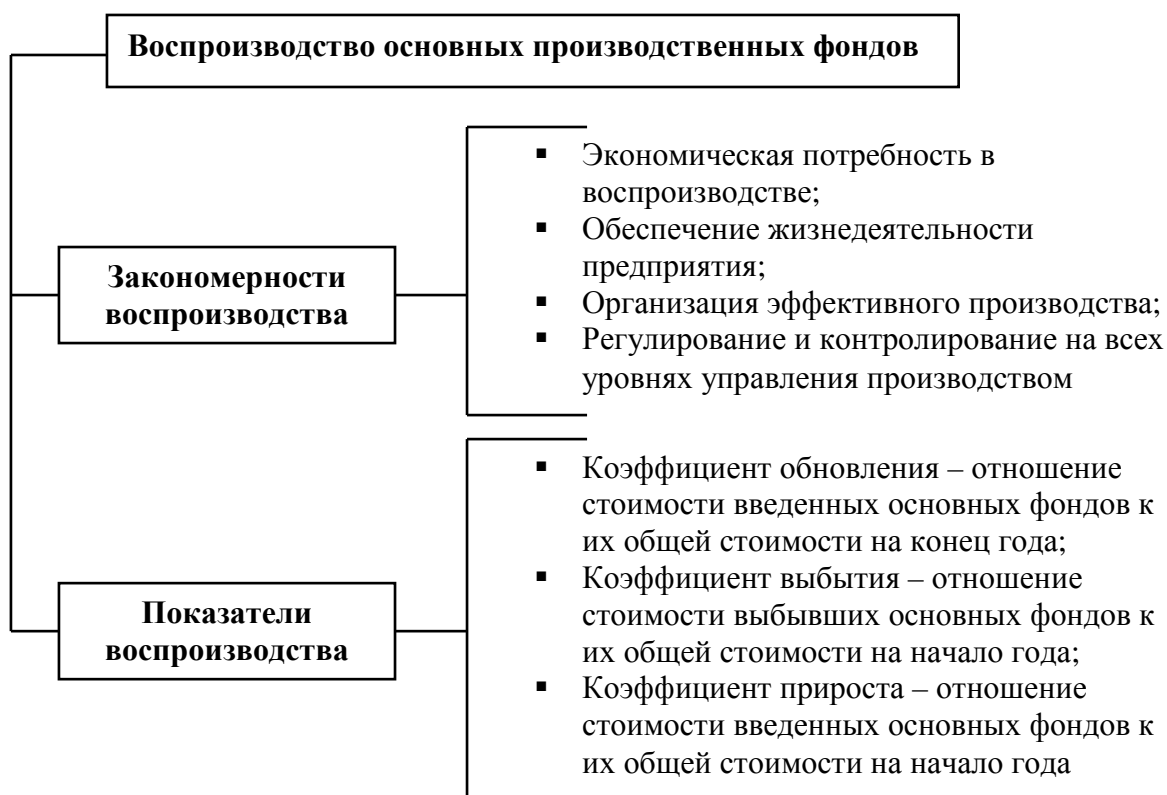 Воспроизводство основных производственных фондов
Закономерности
воспроизводства
▪ Экономическая потребность в
воспроизводстве;
▪ Обеспечение жизнедеятельности
предприятия;
▪ Организация эффективного производства;
▪ Регулирование и контролирование на всех
уровнях управления производством
Показатели
воспроизводства
▪ Коэффициент обновления – отношение
стоимости введенных основных фондов к
их общей стоимости на конец года;
▪ Коэффициент выбытия – отношение
стоимости выбывших основных фондов к
их общей стоимости на начало года;
▪ Коэффициент прироста – отношение
стоимости введенных основных фондов к
их общей стоимости на начало года